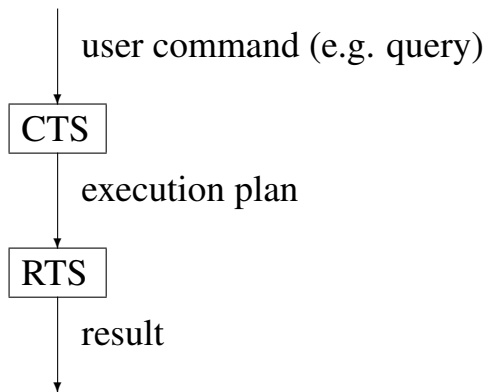 user command (e.g. query)
CTS
execution plan
RTS
result